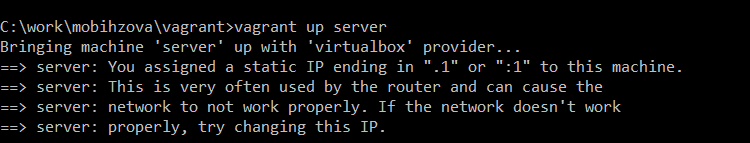 C:\work\mobihzova\vagrant>vagrant up server
Bringing machine 'server' up with 'virtualbox' provider...
==> server: You assigned a static IP ending in ".1" or ":1" to this machine.
==> server: This is very often used by the router and can cause the
==> server: network to not work properly. If the network doesn't work
==> server: properly, try changing this IP.